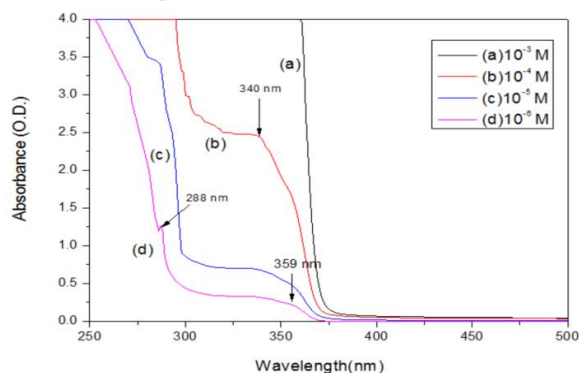 4.0
3.5
3.0
2.5
2.0
1.5
1.0
0.5
0.0
Absorbance (O.D.)
(a)
340 nm
(b)
(c)
288 nm
(d)
359 nm
(a)10⁻³ M
(b)10⁻⁴ M
(c)10⁻⁵ M
(d)10⁻⁶ M
250 300 350 400 450 500
Wavelength(nm)